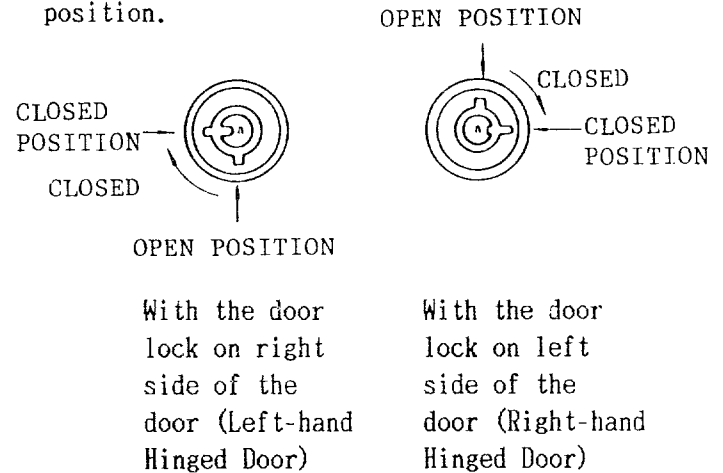 position.
OPEN POSITION
CLOSED
POSITION
CLOSED
OPEN POSITION
CLOSED
CLOSED
POSITION
With the door
lock on right
side of the
door (Left-hand
Hinged Door)
With the door
lock on left
side of the
door (Right-hand
Hinged Door)